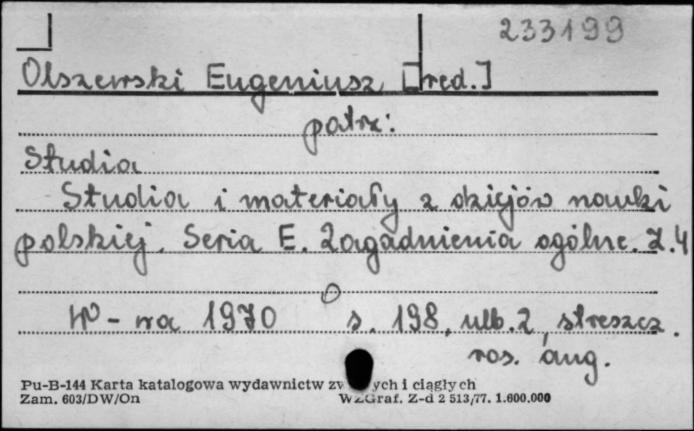 233199
Olszewski Eugeniusz, [red.]
patrz:
Studia
Studia i materiały z dziejów nauki
polskiej. Seria E. Zagadnienia ogólne. Z.4
W-wa 1970 s. 198, nlb. 2, streszcz.
ros. ang.
Pu-B-144 Karta katalogowa wydawnictw zw ych i ciągłych
Zam. 603/DW/On WZGraf. Z-d 2 513/77. 1.600.000